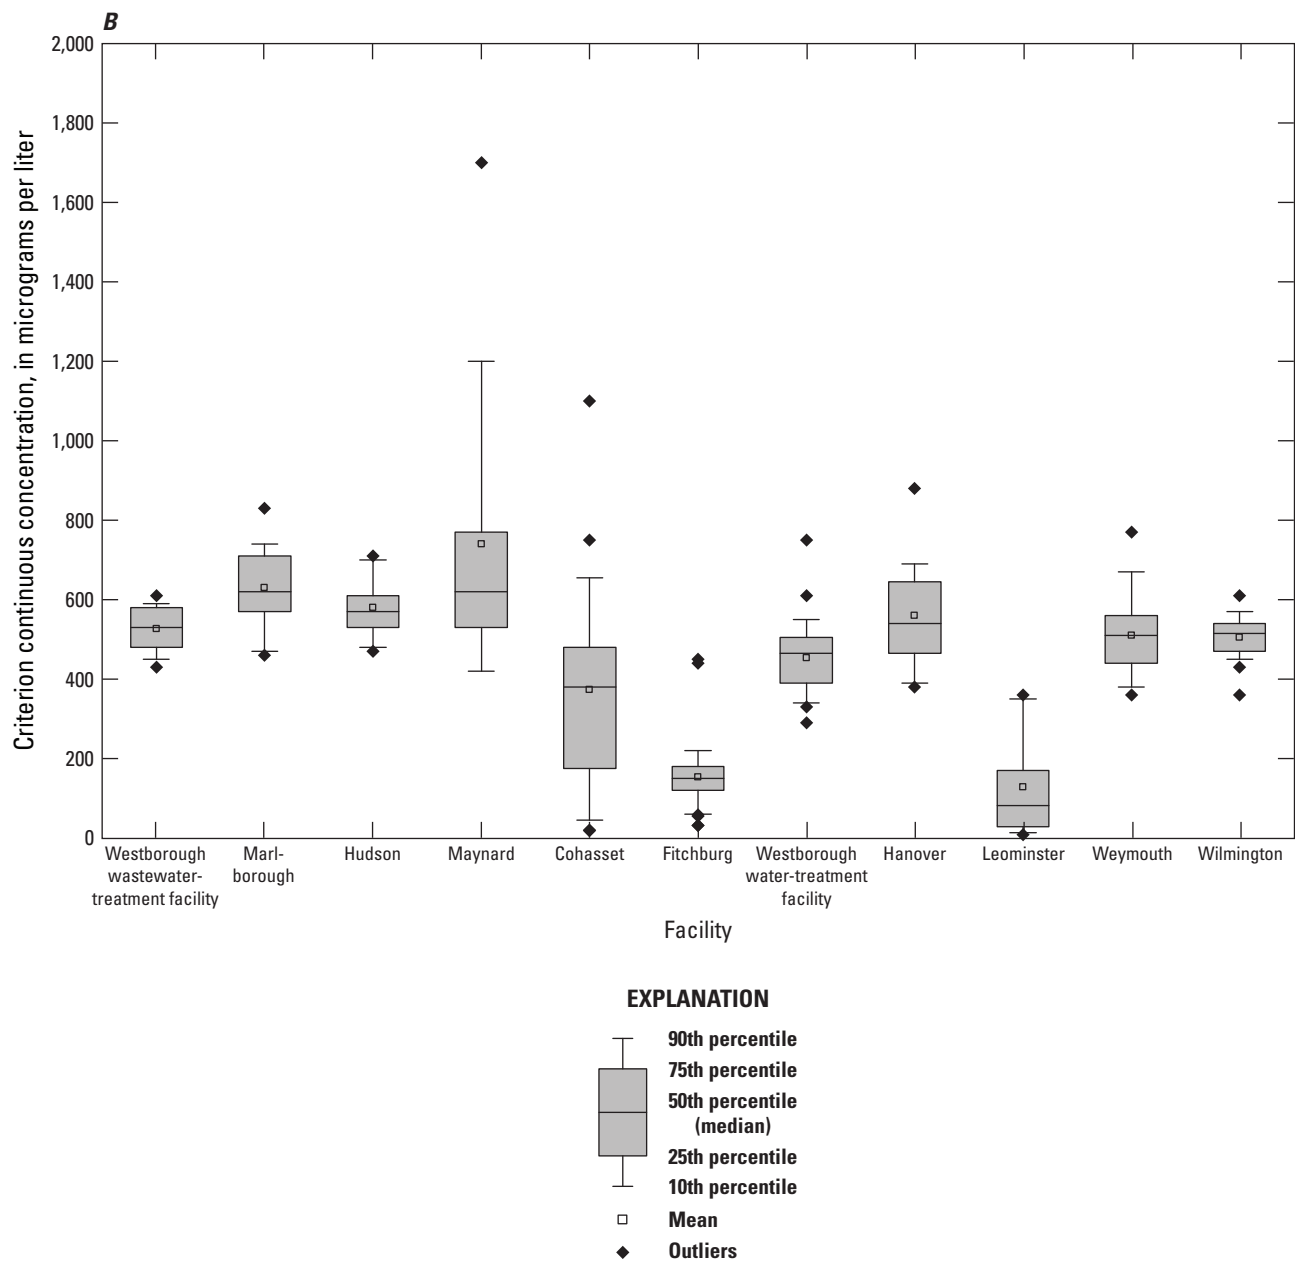 B
2,000
1,800
1,600
1,400
1,200
1,000
800
600
400
200
0
Criterion continuous concentration, in micrograms per liter
Westborough
wastewater-
treatment facility
Marl-
borough
Hudson
Maynard
Cohasset
Fitchburg
Westborough
water-treatment
facility
Hanover
Leominster
Weymouth
Wilmington
Facility
EXPLANATION
90th percentile
75th percentile
50th percentile
(median)
25th percentile
10th percentile
Mean
Outliers